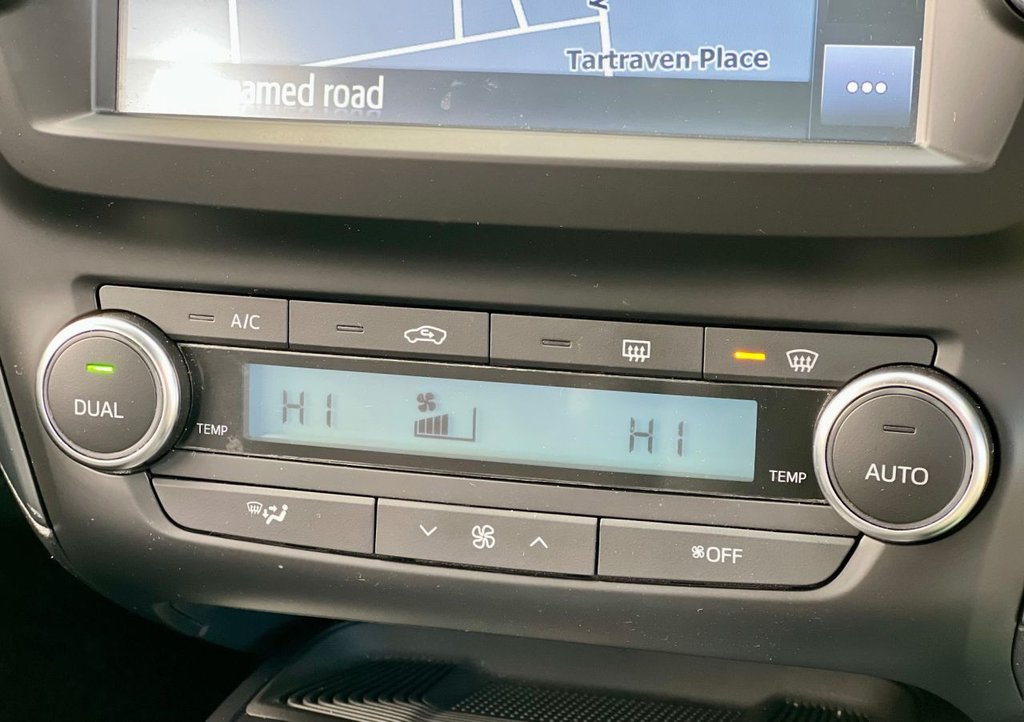 Tartraven Place
amed road
A/C
DUAL
TEMP
HI
HI
TEMP
AUTO
OFF